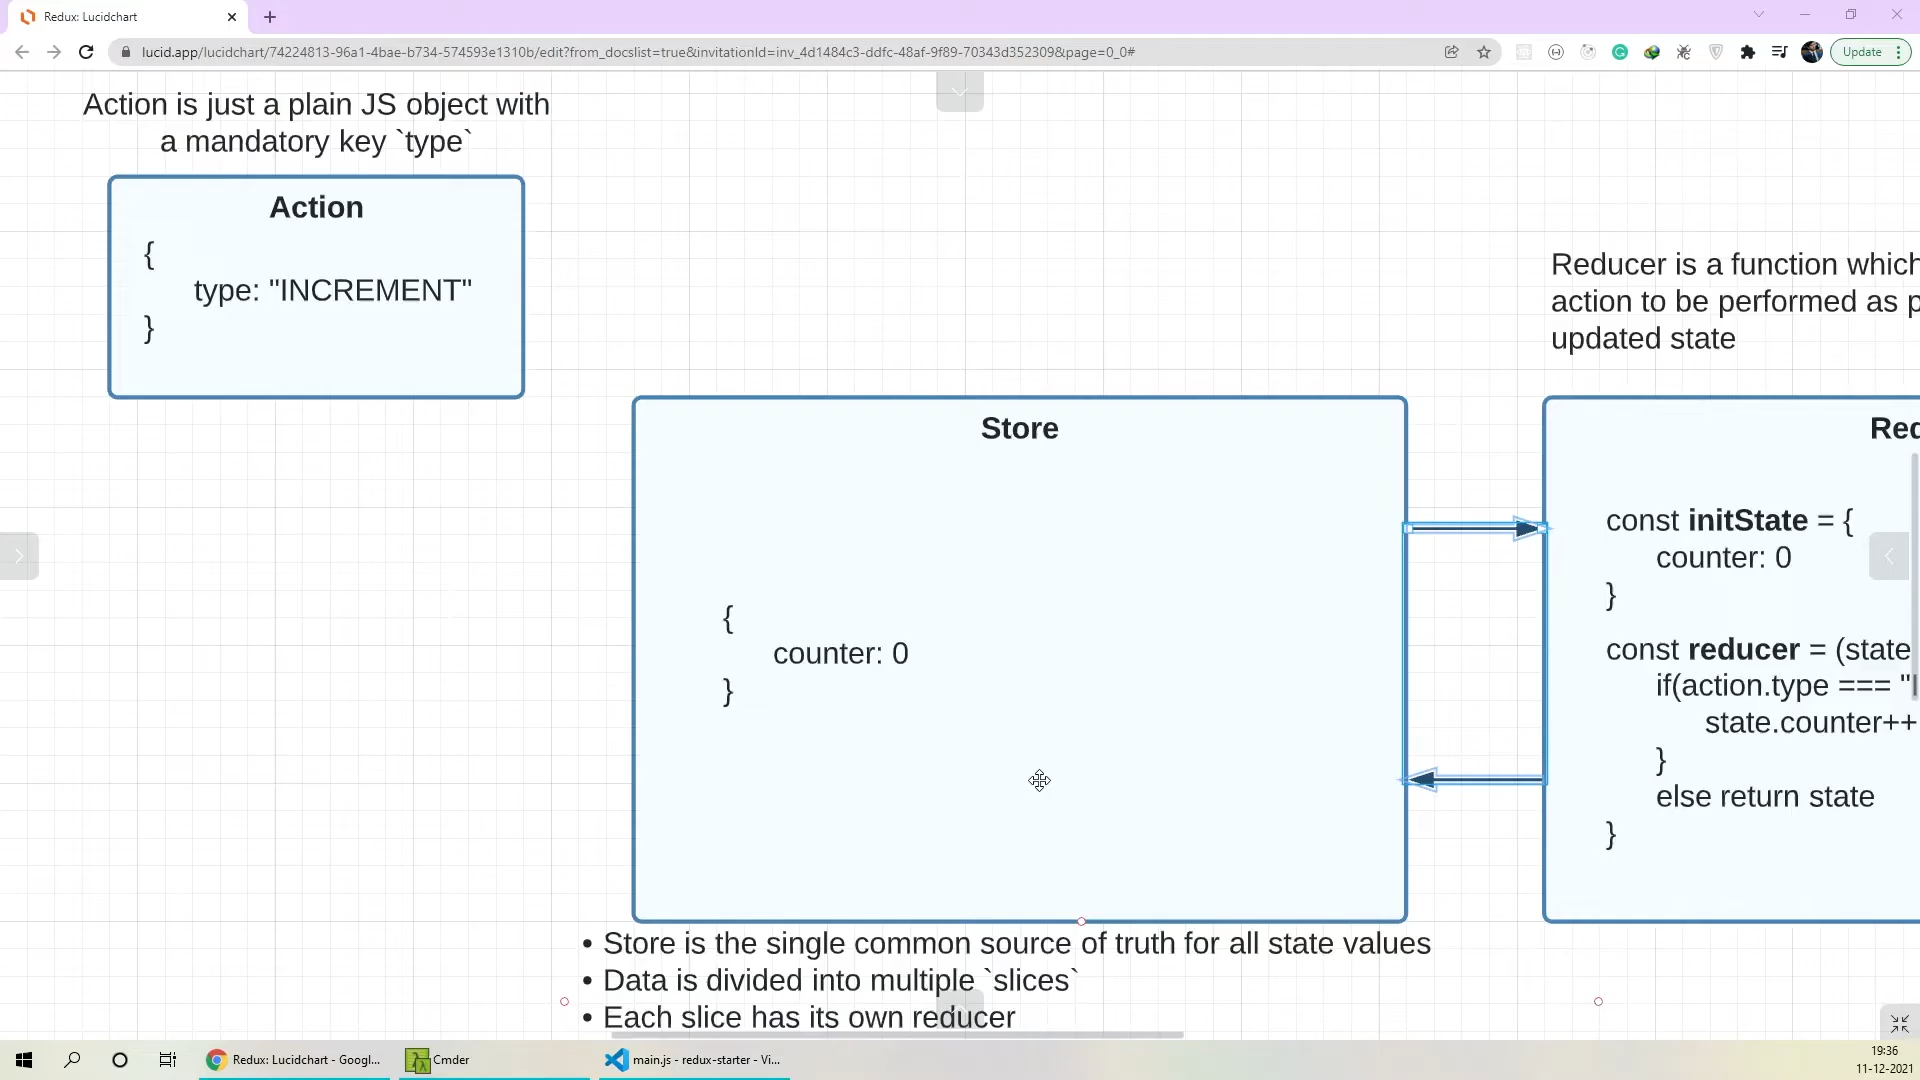 Redux: Lucidchart
lucid.app/lucidchart/74224813-96a1-4bae-b734-574593e1310b/edit?from_docslist=true&invitationId=inv_4d1484c3-ddfc-48af-9f89-70343d352309&page=0_0#
Update
Action is just a plain JS object with
a mandatory key `type`
Action
{
type: "INCREMENT"
}
Store
{
counter: 0
}
Store is the single common source of truth for all state values
Data is divided into multiple `slices`
Each slice has its own reducer
Reducer is a function which
action to be performed as p
updated state
Red
const initState = {
counter: 0
}
const reducer = (state
if(action.type === "I
state.counter++
}
else return state
}
Redux: Lucidchart - Googl...
Cmder
main.js - redux-starter - Vi...
19:36
11-12-2021